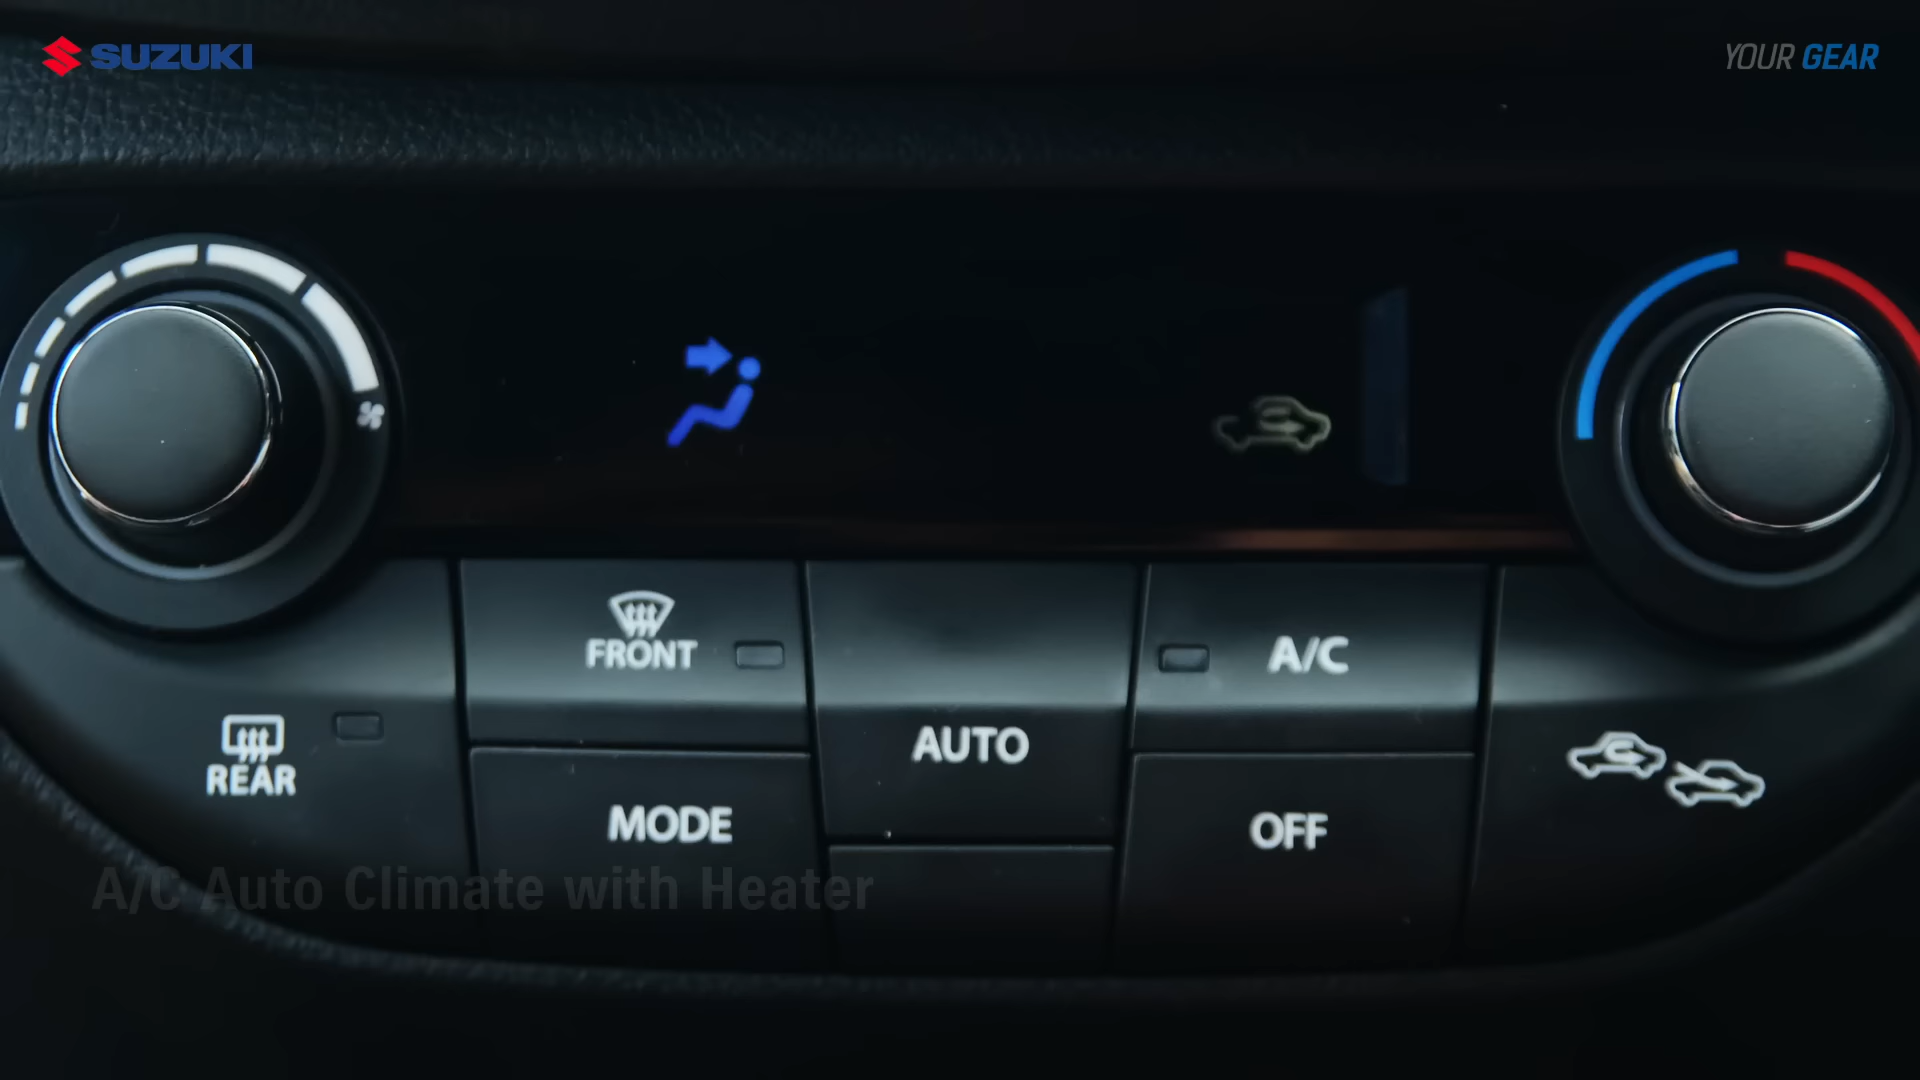 SUZUKI
YOUR GEAR
FRONT
A/C
REAR
AUTO
MODE
OFF
A/C Auto Climate with Heater